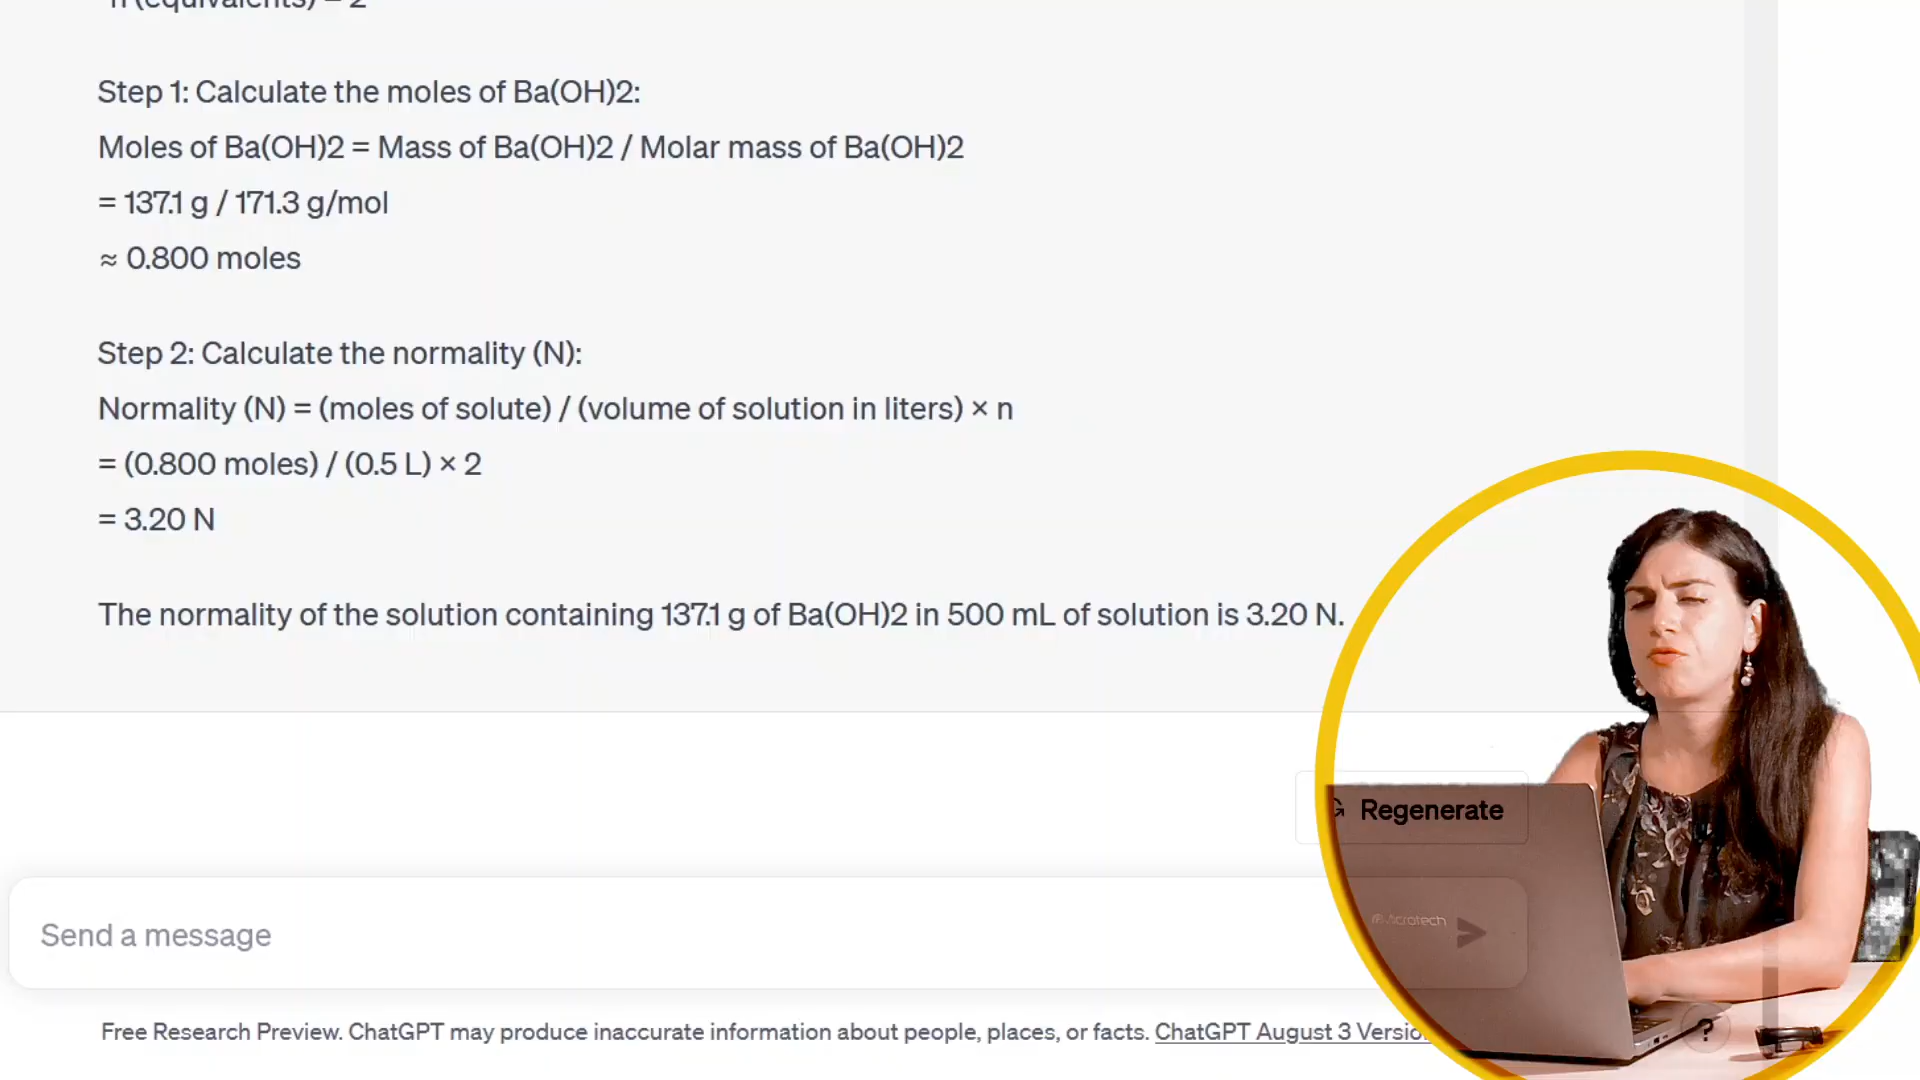 n (equivalents) = 2
Step 1: Calculate the moles of Ba(OH)2:
Moles of Ba(OH)2 = Mass of Ba(OH)2 / Molar mass of Ba(OH)2
= 137.1 g / 171.3 g/mol
≈ 0.800 moles
Step 2: Calculate the normality (N):
Normality (N) = (moles of solute) / (volume of solution in liters) × n
= (0.800 moles) / (0.5 L) × 2
= 3.20 N
The normality of the solution containing 137.1 g of Ba(OH)2 in 500 mL of solution is 3.20 N.
Regenerate
Send a message
Free Research Preview. ChatGPT may produce inaccurate information about people, places, or facts. ChatGPT August 3 Versio
?